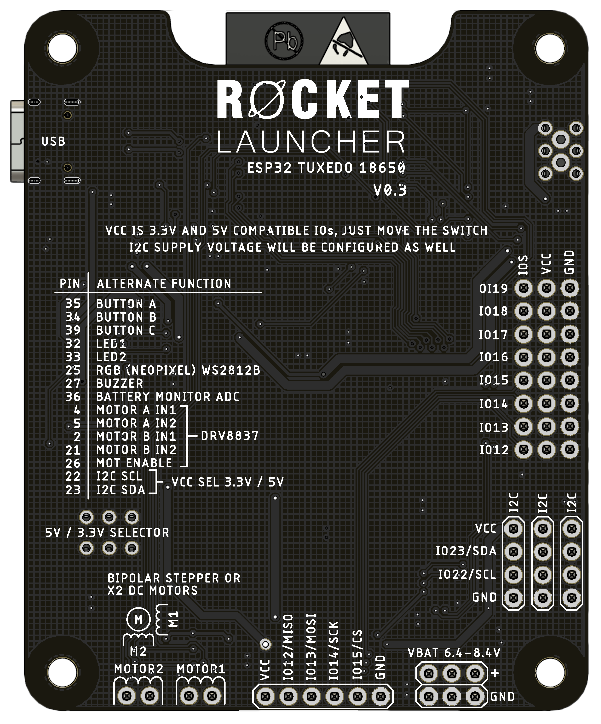 Pb
RØCKET
LAUNCHER
ESP32 TUXEDO 18650
V0.3
USB
VCC IS 3.3V AND 5V COMPATIBLE IOs, JUST MOVE THE SWITCH
I2C SUPPLY VOLTAGE WILL BE CONFIGURED AS WELL
IOS VCC GND
OI19
IO18
IO17
IO16
IO15
IO14
IO13
IO12
PIN ALTERNATE FUNCTION
35 BUTTON A
34 BUTTON B
39 BUTTON C
32 LED1
33 LED2
25 RGB (NEOPIXEL) WS2812B
27 BUZZER
36 BATTERY MONITOR ADC
4 MOTOR A IN1
5 MOTOR A IN2
2 MOTOR B IN1
21 MOTOR B IN2
26 MOT ENABLE
DRV8837
22 I2C SCL
23 I2C SDA
VCC SEL 3.3V / 5V
5V / 3.3V SELECTOR
I2C I2C I2C
VCC
IO23/SDA
IO22/SCL
GND
BIPOLAR STEPPER OR
X2 DC MOTORS
M
M1
M2
MOTOR2 MOTOR1
VCC IO12/MISO IO13/MOSI IO14/SCK IO15/CS GND
VBAT 6.4-8.4V
+
GND